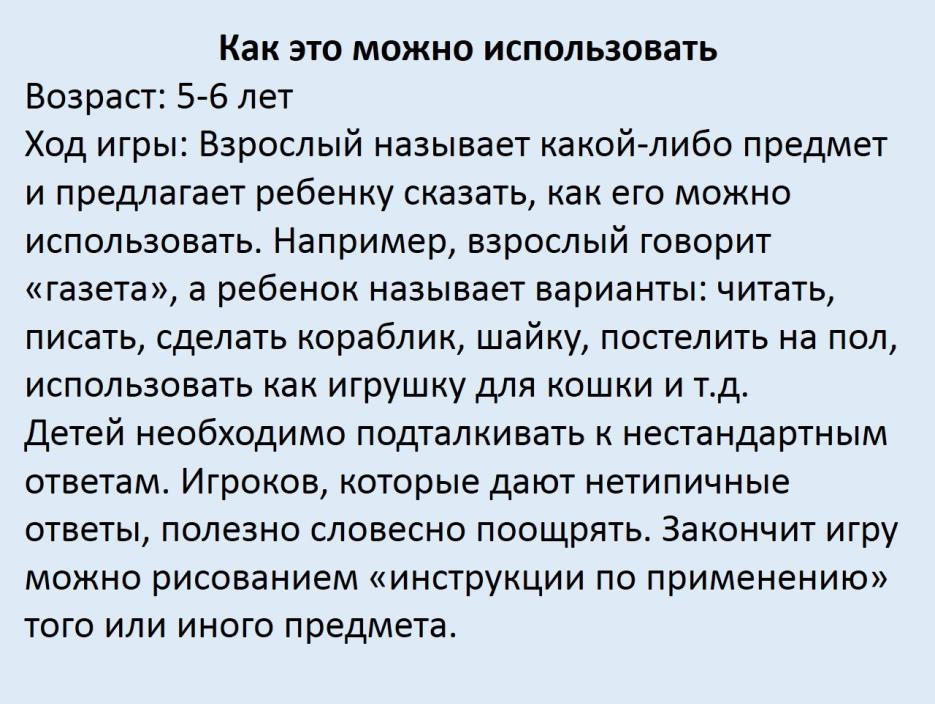 Как это можно использовать
Возраст: 5-6 лет
Ход игры: Взрослый называет какой-либо предмет
и предлагает ребенку сказать, как его можно
использовать. Например, взрослый говорит
«газета», а ребенок называет варианты: читать,
писать, сделать кораблик, шайку, постелить на пол,
использовать как игрушку для кошки и т.д.
Детей необходимо подталкивать к нестандартным
ответам. Игроков, которые дают нетипичные
ответы, полезно словесно поощрять. Закончит игру
можно рисованием «инструкции по применению»
того или иного предмета.